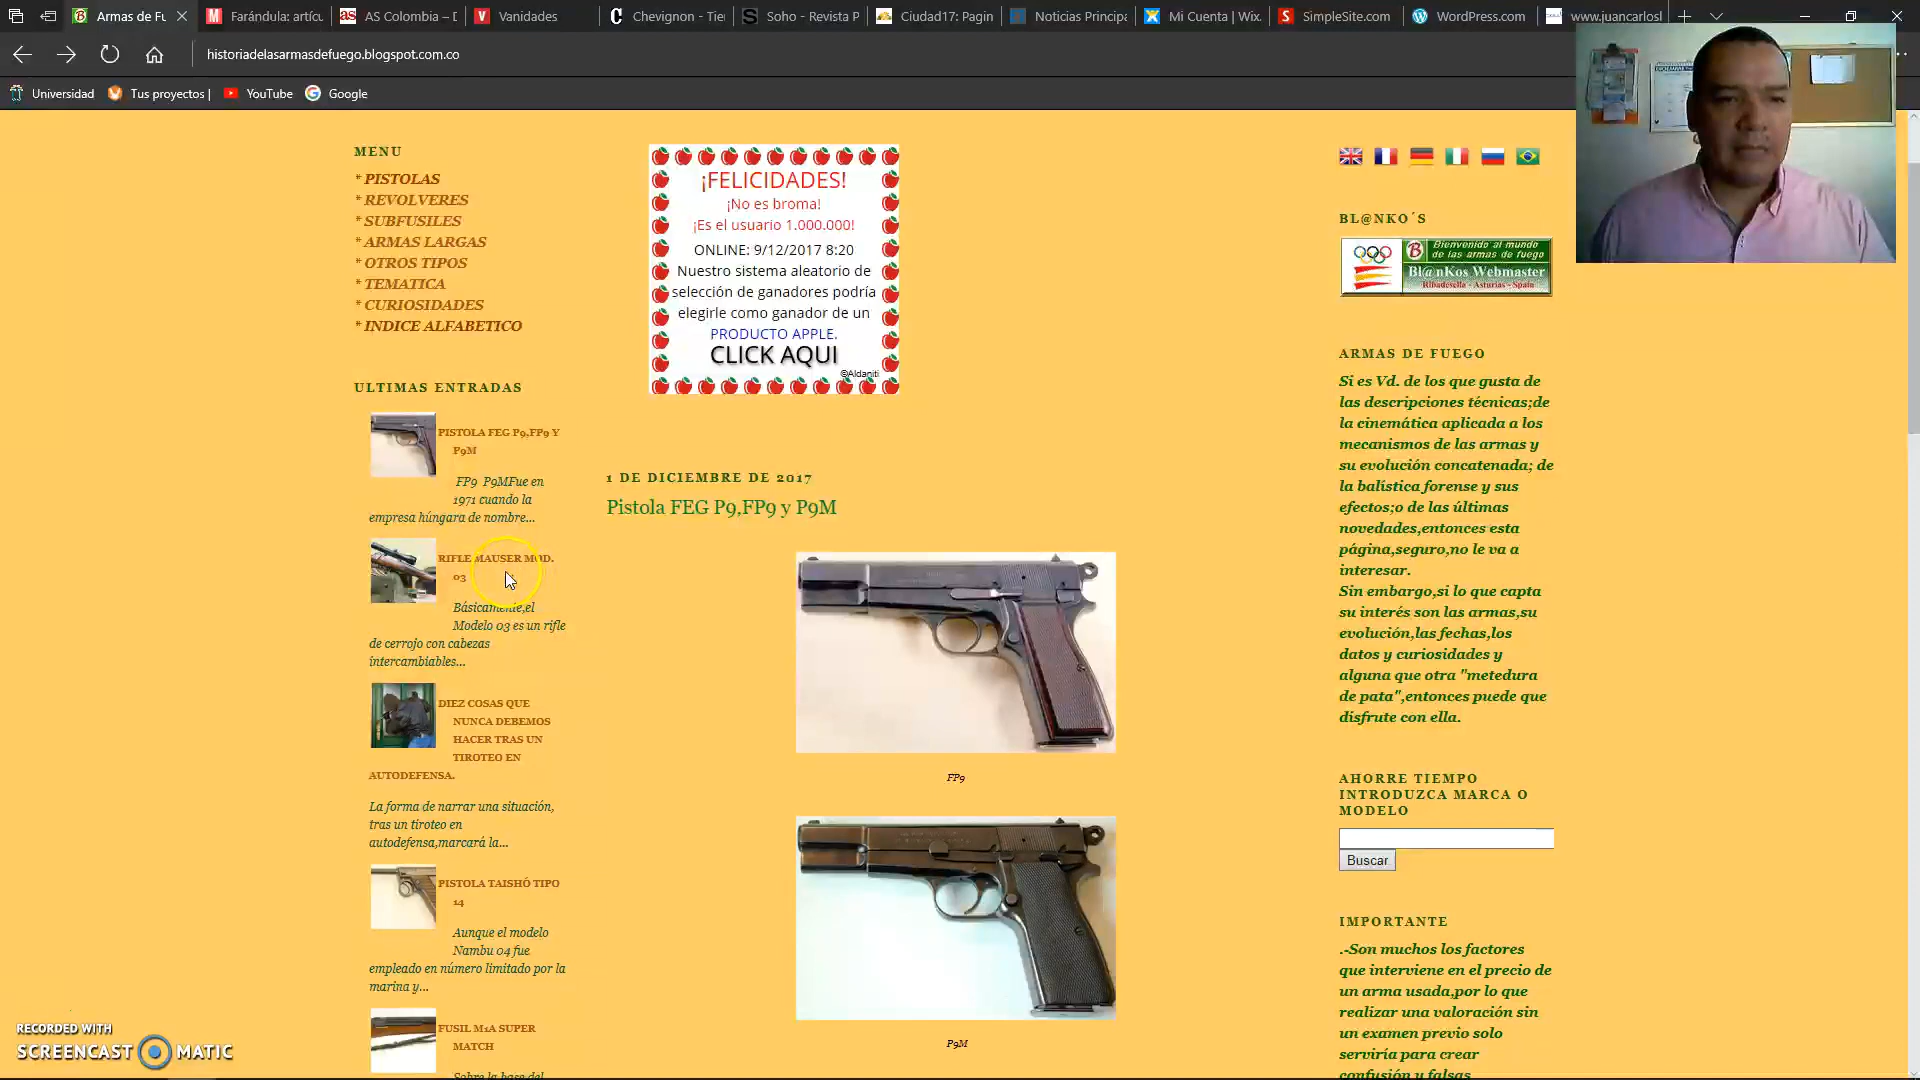 Armas de Fu
Farándula: artícu
AS Colombia – D
Vanidades
Chevignon - Tie
Soho - Revista P
Ciudad17: Pagin
Noticias Principa
Mi Cuenta | Wix.
SimpleSite.com
WordPress.com
www.juancarlosl
historiadelasarmasdefuego.blogspot.com.co
Universidad
Tus proyectos |
YouTube
Google
MENU
* PISTOLAS
* REVOLVERES
* SUBFUSILES
* ARMAS LARGAS
* OTROS TIPOS
* TEMATICA
* CURIOSIDADES
* INDICE ALFABETICO
ULTIMAS ENTRADAS
PISTOLA FEG P9,FP9 Y
P9M
FP9 P9MFue en
1971 cuando la
empresa húngara de nombre...
RIFLE MAUSER MOD.
03
Básicamente,el
Modelo 03 es un rifle
de cerrojo con cabezas
intercambiables...
DIEZ COSAS QUE
NUNCA DEBEMOS
HACER TRAS UN
TIROTEO EN
AUTODEFENSA.
La forma de narrar una situación,
tras un tiroteo en
autodefensa,marcará la...
PISTOLA TAISHÓ TIPO
14
Aunque el modelo
Nambu 04 fue
empleado en número limitado por la
marina y...
FUSIL M1A SUPER
MATCH
Sobre la base del
¡FELICIDADES!
¡No es broma!
¡Es el usuario 1.000.000!
ONLINE: 9/12/2017 8:20
Nuestro sistema aleatorio de
selección de ganadores podría
elegirle como ganador de un
PRODUCTO APPLE.
CLICK AQUI
©Aldaniti
1 DE DICIEMBRE DE 2017
Pistola FEG P9,FP9 y P9M
FP9
P9M
BL@NKO´S
Bienvenido al mundo
de las armas de fuego
Bl@nKos Webmaster
Ribadesella - Asturias - Spain
ARMAS DE FUEGO
Si es Vd. de los que gusta de
las descripciones técnicas;de
la cinemática aplicada a los
mecanismos de las armas y
su evolución concatenada; de
la balística forense y sus
efectos;o de las últimas
novedades,entonces esta
página,seguro,no le va a
interesar.
Sin embargo,si lo que capta
su interés son las armas,su
evolución,las fechas,los
datos y curiosidades y
alguna que otra "metedura
de pata",entonces puede que
disfrute con ella.
AHORRE TIEMPO
INTRODUZCA MARCA O
MODELO
Buscar
IMPORTANTE
.-Son muchos los factores
que interviene en el precio de
un arma usada,por lo que
realizar una valoración sin
un examen previo solo
serviría para crear
confusión y falsas
RECORDED WITH
SCREENCAST MATIC